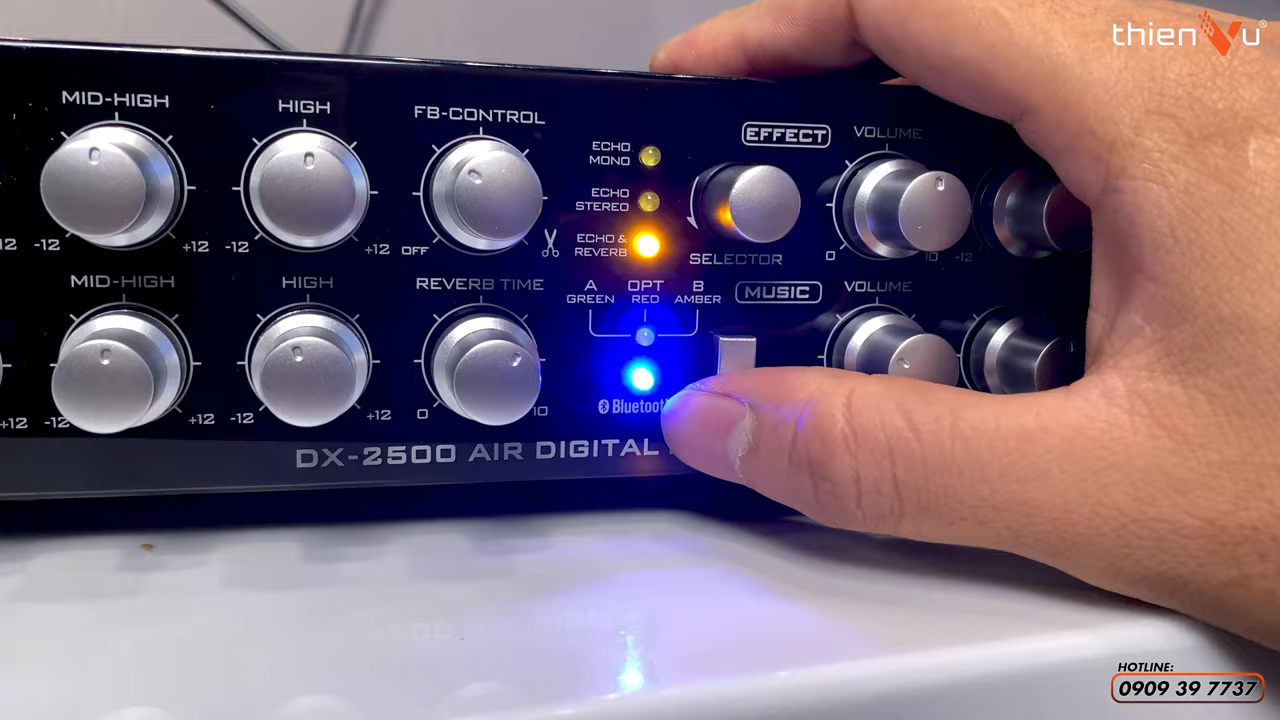 thienVu®
MID-HIGH
HIGH
FB-CONTROL
ECHO
MONO
ECHO
STEREO
ECHO &
REVERB
EFFECT
VOLUME
SELECTOR
12
-12
+12
-12
+12
OFF
0
10
-12
MID-HIGH
HIGH
REVERB TIME
A
GREEN
OPT
RED
B
AMBER
MUSIC
VOLUME
+12
-12
+12
-12
+12
0
10
Bluetooth
DX-2500 AIR DIGITAL
HOTLINE:
0909 39 7737